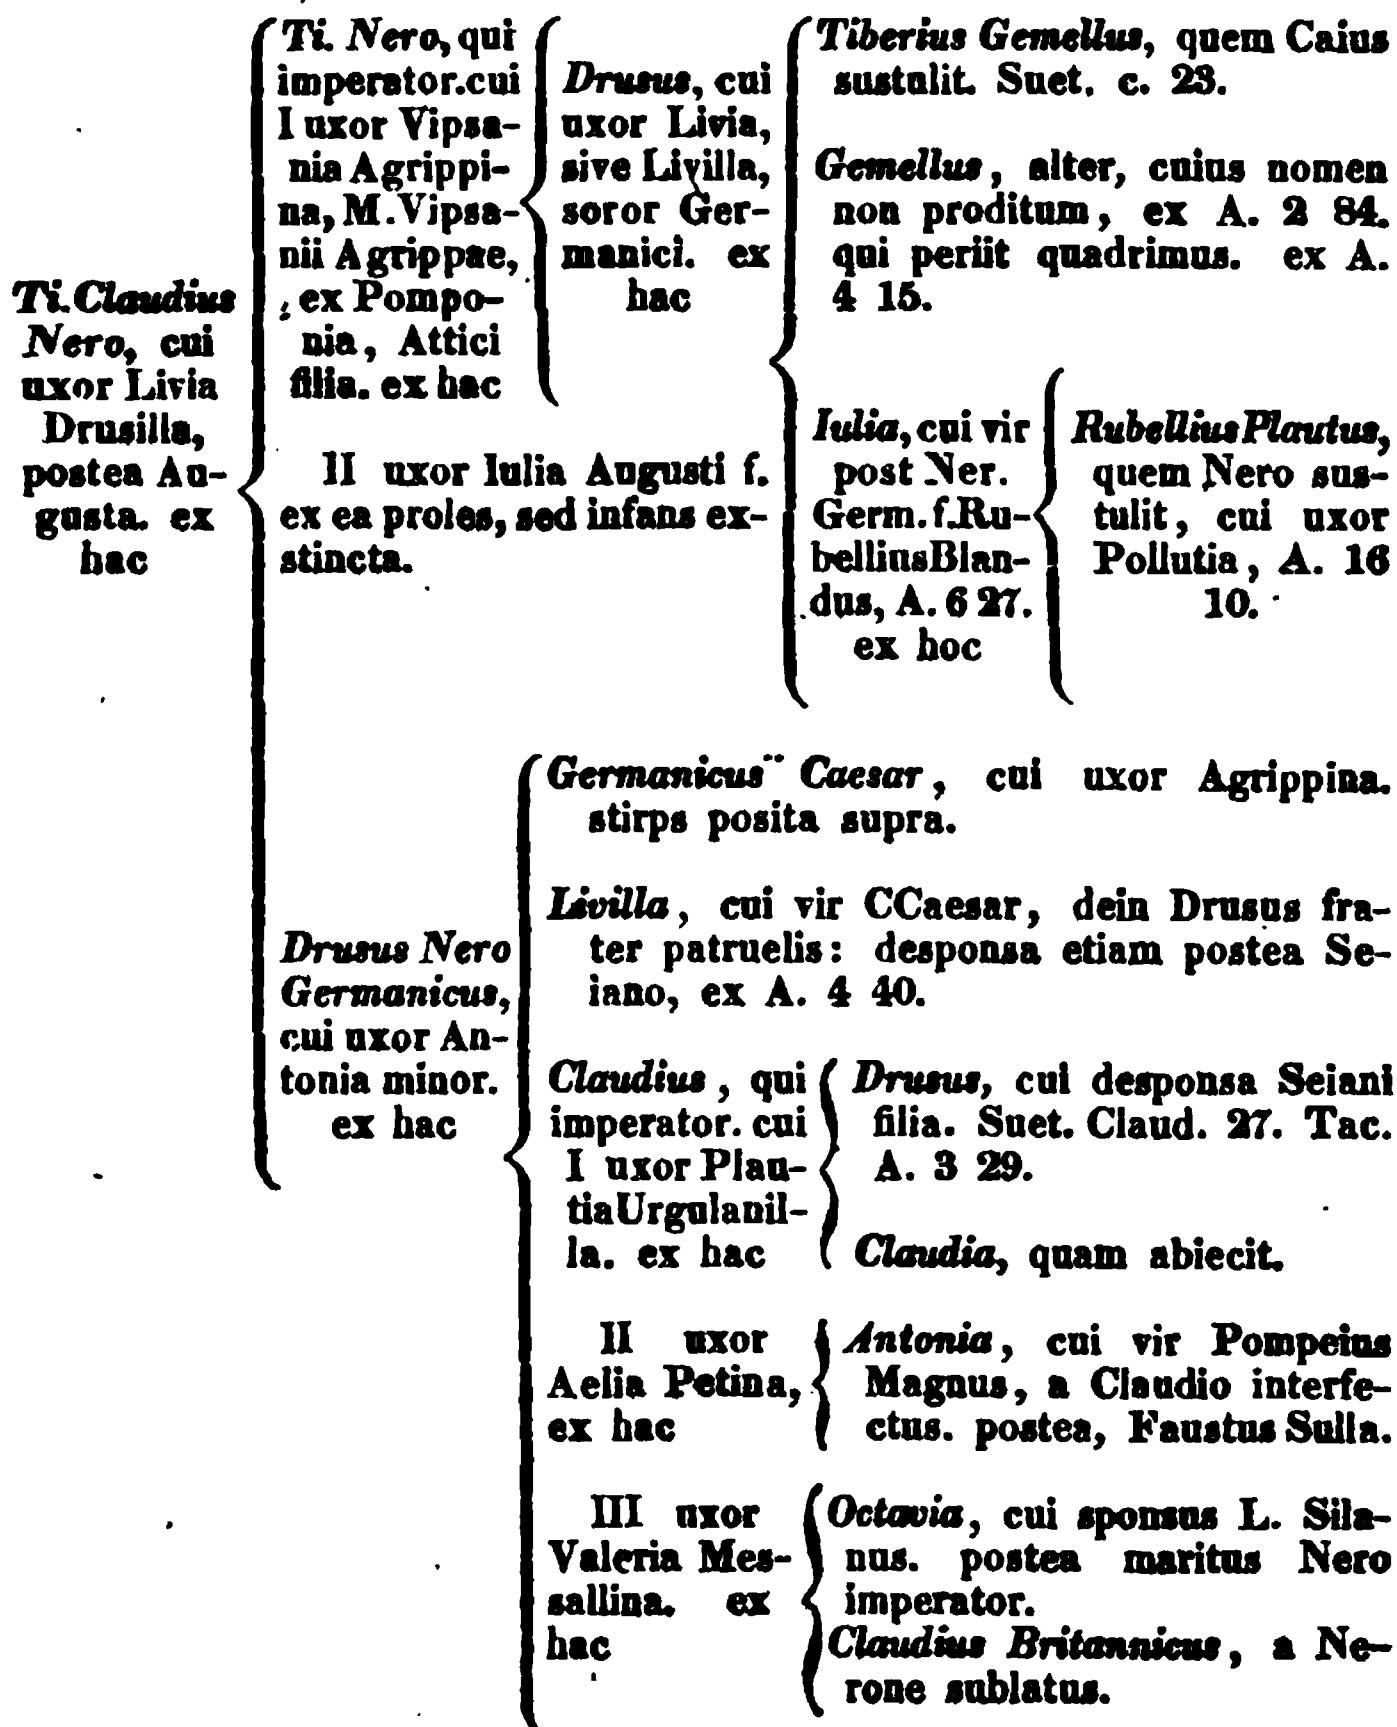 Ti. Claudius
Nero, cui
uxor Livia
Drusilla,
postea Au-
gusta. ex
hac
Ti. Nero, qui
imperator. cui
I uxor Vipsa-
nia Agrippi-
na, M. Vipsa-
nii Agrippae,
ex Pompo-
nia, Attici
filia. ex hac
Drusus, cui
uxor Livia,
sive Livilla,
soror Ger-
manici. ex
hac
Tiberius Gemellus, quem Caius
sustulit. Suet. c. 23.
Gemellus, alter, cuius nomen
non proditum, ex A. 2 84.
qui periit quadrimus. ex A.
4 15.
Iulia, cui vir
post Ner.
Germ. f. Ru-
bellius Blan-
dus, A. 6 27.
ex hoc
Rubellius Plautus,
quem Nero sus-
tulit, cui uxor
Pollutia, A. 16
10.
II uxor Iulia Augusti f.
ex ea proles, sed infans ex-
stincta.
Drusus Nero
Germanicus,
cui uxor An-
tonia minor.
ex hac
Germanicus Caesar, cui uxor Agrippina.
stirps posita supra.
Livilla, cui vir CCaesar, dein Drusus fra-
ter patruelis: desponsa etiam postea Se-
iano, ex A. 4 40.
Claudius, qui
imperator. cui
I uxor Plau-
tia Urgulanil-
la. ex hac
Drusus, cui desponsa Seiani
filia. Suet. Claud. 27. Tac.
A. 3 29.
Claudia, quam abiecit.
II uxor
Aelia Petina,
ex hac
Antonia, cui vir Pompeius
Magnus, a Claudio interfe-
ctus. postea, Faustus Sulla.
III uxor
Valeria Mes-
sallina. ex
hac
Octavia, cui sponsus L. Sila-
nus. postea maritus Nero
imperator.
Claudius Britannicus, a Ne-
rone sublatus.